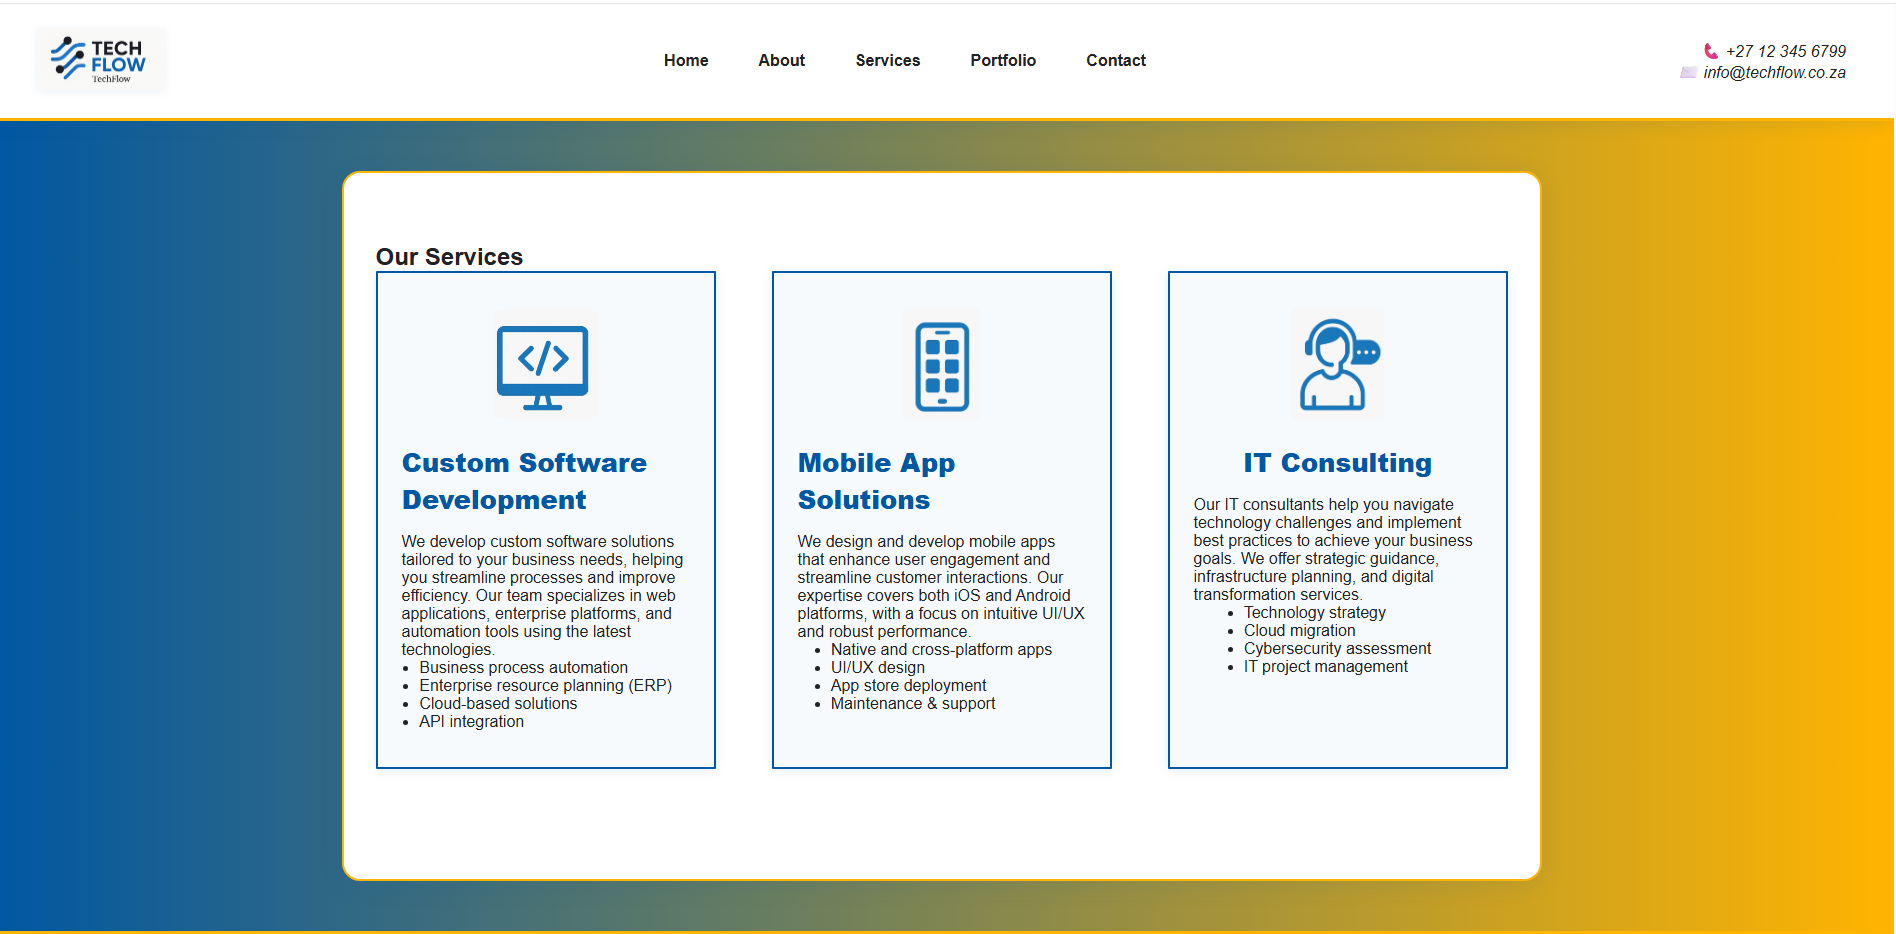 TECH
FLOW
TechFlow
Home About Services Portfolio Contact
+27 12 345 6799
info@techflow.co.za
Our Services
</>
Custom Software
Development
We develop custom software solutions
tailored to your business needs, helping
you streamline processes and improve
efficiency. Our team specializes in web
applications, enterprise platforms, and
automation tools using the latest
technologies.
• Business process automation
• Enterprise resource planning (ERP)
• Cloud-based solutions
• API integration
Mobile App
Solutions
We design and develop mobile apps
that enhance user engagement and
streamline customer interactions. Our
expertise covers both iOS and Android
platforms, with a focus on intuitive UI/UX
and robust performance.
• Native and cross-platform apps
• UI/UX design
• App store deployment
• Maintenance & support
IT Consulting
Our IT consultants help you navigate
technology challenges and implement
best practices to achieve your business
goals. We offer strategic guidance,
infrastructure planning, and digital
transformation services.
• Technology strategy
• Cloud migration
• Cybersecurity assessment
• IT project management